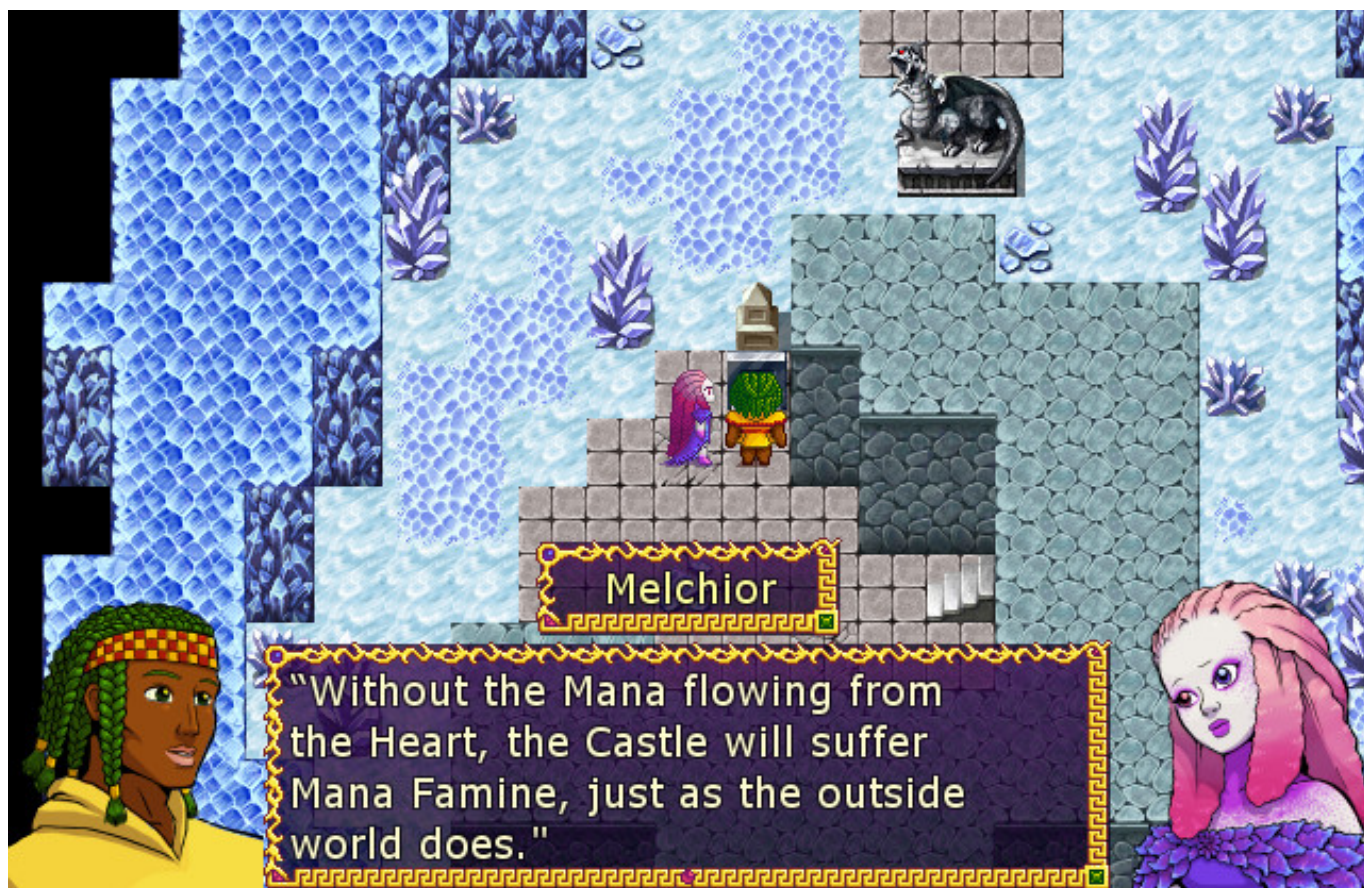 Melchior
“Without the Mana flowing from
the Heart, the Castle will suffer
Mana Famine, just as the outside
world does."